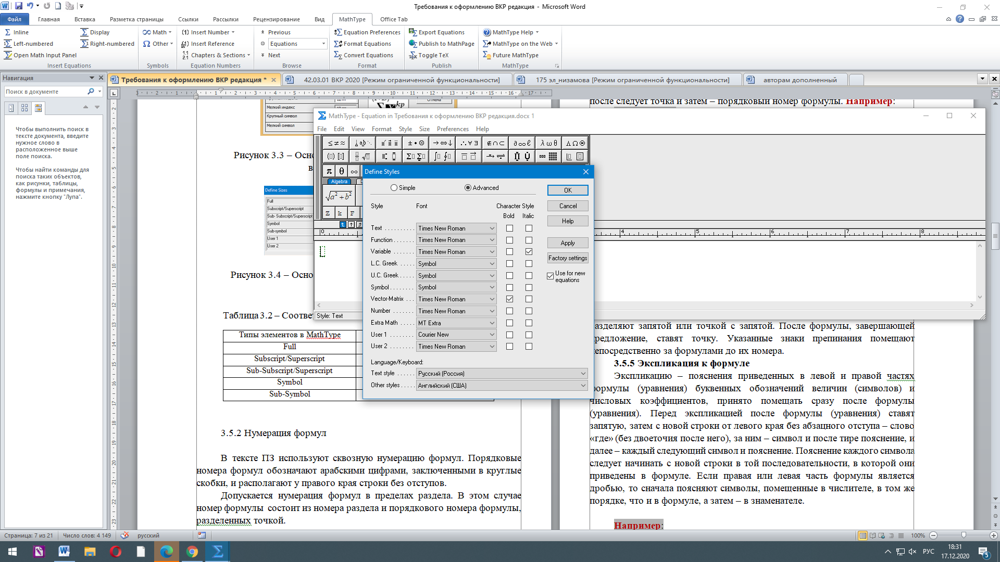 Требования к оформлению ВКР редакция - Microsoft Word
Файл Главная Вставка Разметка страницы Ссылки Рассылки Рецензирование Вид MathType Office Tab
Inline Display Math Insert Number Previous Equation Preferences Export Equations MathType Help
Left-numbered Right-numbered Other Insert Reference Equations Format Equations Publish to MathPage MathType on the Web
Open Math Input Panel Chapters & Sections Next Convert Equations Toggle TeX Future MathType
Insert Equations Symbols Equation Numbers Browse Format Publish MathType
Навигация
Требования к оформлению ВКР редакция * 42.03.01 ВКР 2020 [Режим ограниченной функциональности] 175 эл_низамова [Режим ограниченной функциональности] авторам дополненный
Поиск в документе
Чтобы выполнить поиск в
тексте документа, введите
нужное слово в
расположенное выше
поле поиска.
Чтобы найти команды для
поиска таких объектов,
как рисунки, таблицы,
формулы и примечания,
нажмите кнопку "Лупа".
Мелкий индекс
Крупный символ
Мелкий символ
Отмена
Рисунок 3.3 – Осно
в
Define Sizes
Full
Subscript/Superscript
Sub- Subscript/Superscript
Symbol
Sub-symbol
User 1
User 2
Рисунок 3.4 – Осно
Таблица 3.2 – Соответ
Типы элементов в MathType
Full
Subscript/Superscript
Sub-Subscript/Superscript
Symbol
Sub-Symbol
3.5.2 Нумерация формул
В тексте ПЗ используют сквозную нумерацию формул. Порядковые
номера формул обозначают арабскими цифрами, заключенными в круглые
скобки, и располагают у правого края строки без отступов.
Допускается нумерация формул в пределах раздела. В этом случае
номер формулы состоит из номера раздела и порядкового номера формулы,
разделенных точкой.
после следует точка и затем – порядковый номер формулы. Например:
MathType - Equation in Требования к оформлению ВКР редакция.docx 1
File Edit View Format Style Size Preferences Help
Algebra
Style: Text
Define Styles
Simple Advanced OK
Style Font Character Style Cancel
Bold Italic
Help
Text Times New Roman
Function Times New Roman
Apply
Variable Times New Roman
Factory settings
L.C. Greek Symbol
U.C. Greek Symbol
Use for new
equations
Symbol Symbol
Vector-Matrix Times New Roman
Number Times New Roman
Extra Math MT Extra
User 1 Courier New
User 2 Times New Roman
Language/Keyboard:
Text style Русский (Россия)
Other styles Английский (США)
азделяют запятой или точкой с запятой. После формулы, завершающей
редложение, ставят точку. Указанные знаки препинания помещают
епосредственно за формулами до их номера.
3.5.5 Экспликация к формуле
Экспликацию – пояснения приведенных в левой и правой частях
формулы (уравнения) буквенных обозначений величин (символов) и
числовых коэффициентов, принято помещать сразу после формулы
(уравнения). Перед экспликацией после формулы (уравнения) ставят
запятую, затем с новой строки от левого края без абзацного отступа – слово
«где» (без двоеточия после него), за ним – символ и после тире пояснение, и
далее – каждый следующий символ и пояснение. Пояснение каждого символа
следует начинать с новой строки в той последовательности, в которой они
приведены в формуле. Если правая или левая часть формулы является
дробью, то сначала поясняют символы, помещенные в числителе, в том же
порядке, что и в формуле, а затем – в знаменателе.
Например:
Страница: 7 из 21 Число слов: 4 149 русский 100%
РУС 18:31
17.12.2020
5